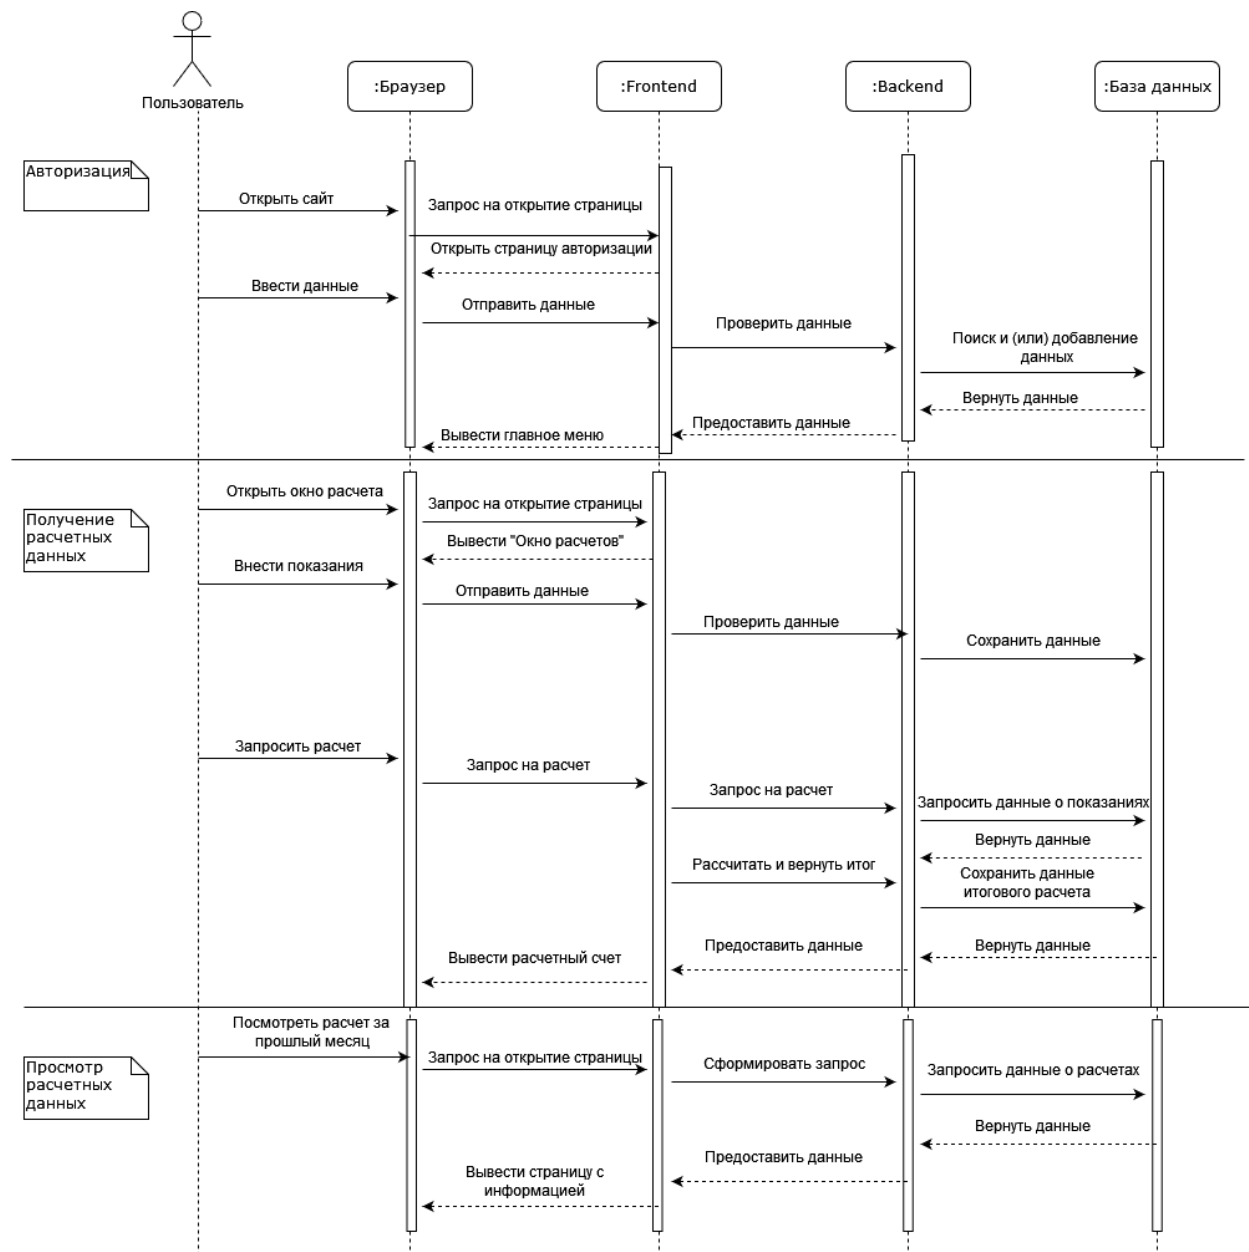 Пользователь
:Браузер
:Frontend
:Backend
:База данных
Авторизация
Открыть сайт
Запрос на открытие страницы
Открыть страницу авторизации
Ввести данные
Отправить данные
Проверить данные
Поиск и (или) добавление
данных
Вернуть данные
Предоставить данные
Вывести главное меню
Получение
расчетных
данных
Открыть окно расчета
Запрос на открытие страницы
Вывести "Окно расчетов"
Внести показания
Отправить данные
Проверить данные
Сохранить данные
Запросить расчет
Запрос на расчет
Запрос на расчет
Запросить данные о показаниях
Вернуть данные
Рассчитать и вернуть итог
Сохранить данные
итогового расчета
Вернуть данные
Предоставить данные
Вывести расчетный счет
Просмотр
расчетных
данных
Посмотреть расчет за
прошлый месяц
Запрос на открытие страницы
Сформировать запрос
Запросить данные о расчетах
Вернуть данные
Предоставить данные
Вывести страницу с
информацией